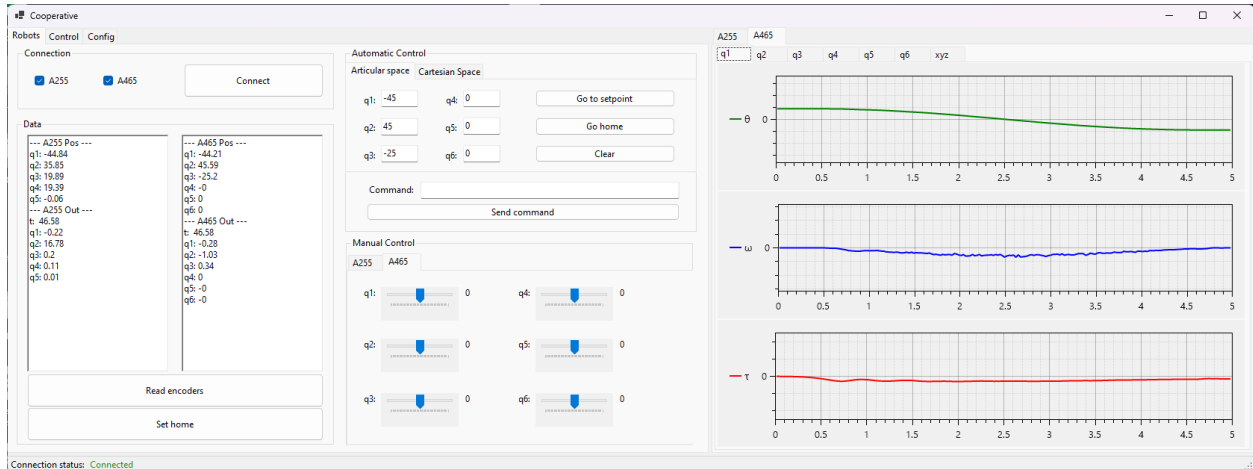 Cooperative
Robots Control Config
Connection
A255 A465 Connect
Data
--- A255 Pos ---
q1: -44.84
q2: 35.85
q3: 19.89
q4: 19.39
q5: -0.06
--- A255 Out ---
t: 46.58
q1: -0.22
q2: 16.78
q3: 0.2
q4: 0.11
q5: 0.01
--- A465 Pos ---
q1: -44.21
q2: 45.59
q3: -25.2
q4: -0
q5: 0
q6: 0
--- A465 Out ---
t: 46.58
q1: -0.28
q2: -1.03
q3: 0.34
q4: 0
q5: -0
q6: -0
Read encoders
Set home
Automatic Control
Articular space Cartesian Space
q1: -45 q4: 0 Go to setpoint
q2: 45 q5: 0 Go home
q3: -25 q6: 0 Clear
Command:
Send command
Manual Control
A255 A465
q1: 0 q4: 0
q2: 0 q5: 0
q3: 0 q6: 0
A255 A465
q1 q2 q3 q4 q5 q6 xyz
θ 0
0 0.5 1 1.5 2 2.5 3 3.5 4 4.5 5
ω 0
0 0.5 1 1.5 2 2.5 3 3.5 4 4.5 5
τ 0
0 0.5 1 1.5 2 2.5 3 3.5 4 4.5 5
Connection status: Connected